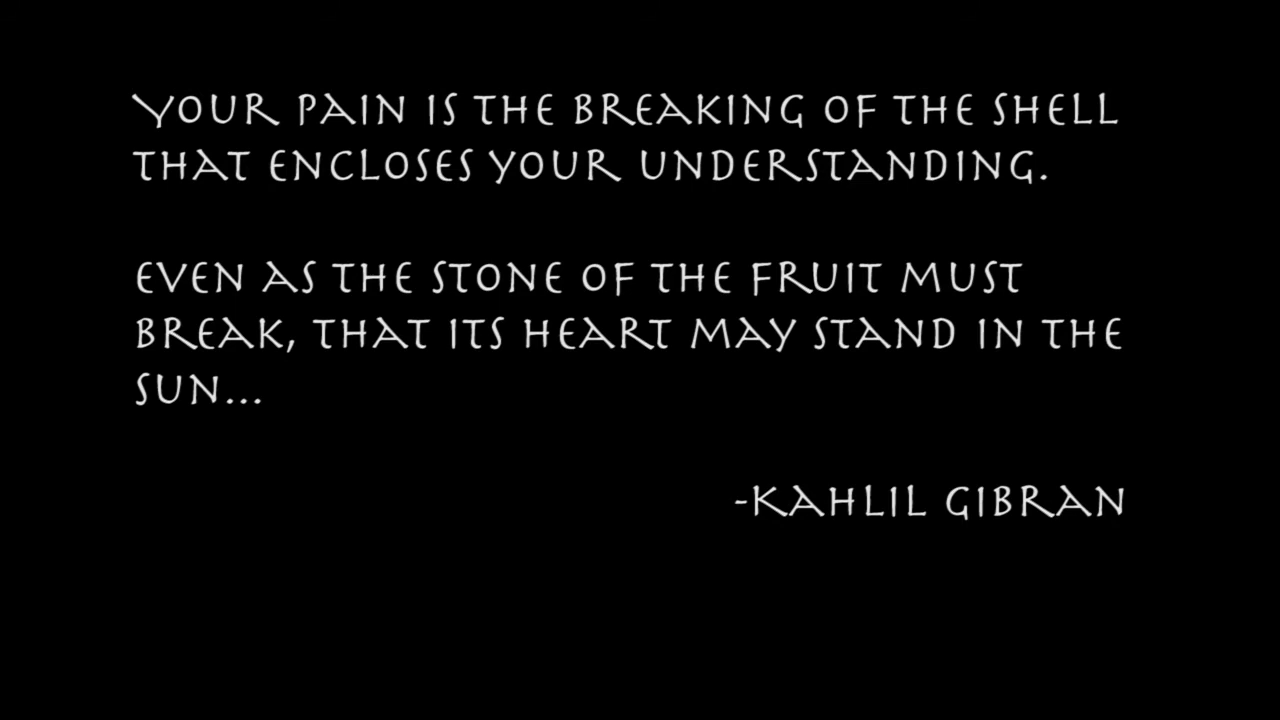 Your pain is the breaking of the shell
that encloses your understanding.
Even as the stone of the fruit must
break, that its heart may stand in the
sun...
-Kahlil Gibran